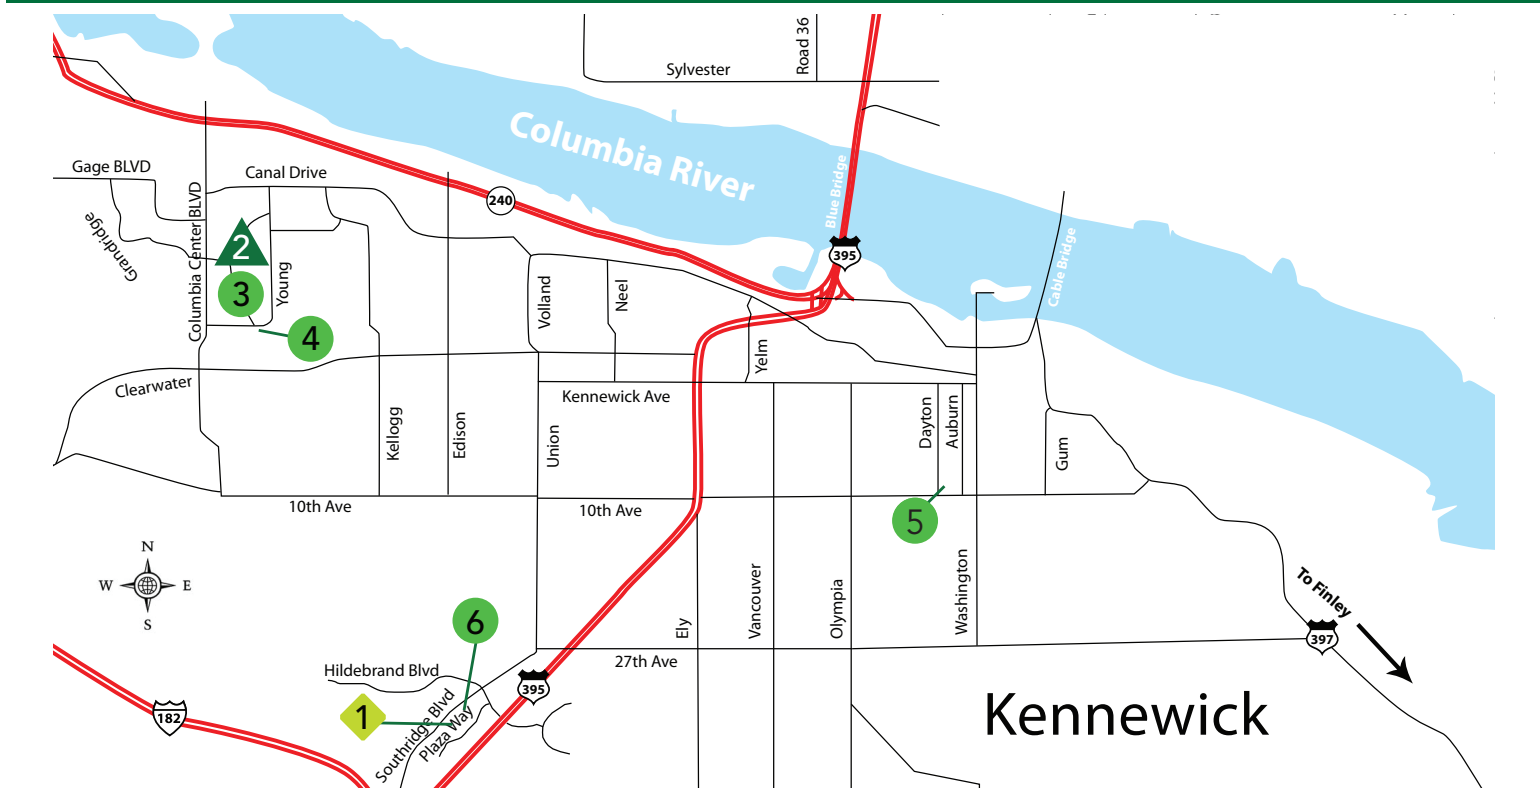 Road 36
Sylvester
Columbia River
Gage BLVD
Canal Drive
240
Blue Bridge
Columbia Center BLVD
Grandridge
2
395
Cable Bridge
3
Young
Volland
Neel
4
Yelm
Clearwater
Kennewick Ave
Kellogg
Edison
Union
Dayton
Auburn
Gum
10th Ave
10th Ave
5
N
W
E
S
Vancouver
Olympia
Washington
To Finley
6
Ely
397
27th Ave
Hildebrand Blvd
395
182
1
Southridge Blvd
Plaza Way
Kennewick